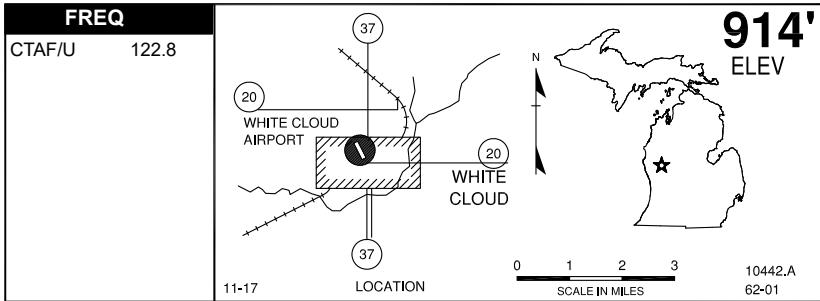 FREQ
CTAF/U 122.8
37
20
WHITE CLOUD
AIRPORT
20
WHITE
CLOUD
37
11-17
LOCATION
N
914'
ELEV
0 1 2 3
SCALE IN MILES
10442.A
62-01